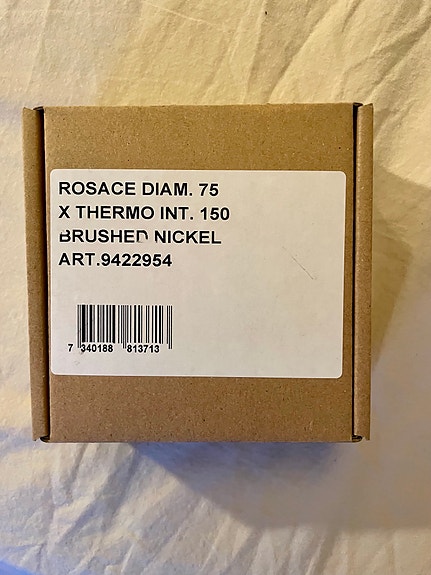 ROSACE DIAM. 75
X THERMO INT. 150
BRUSHED NICKEL
ART.9422954
7 340188 813713